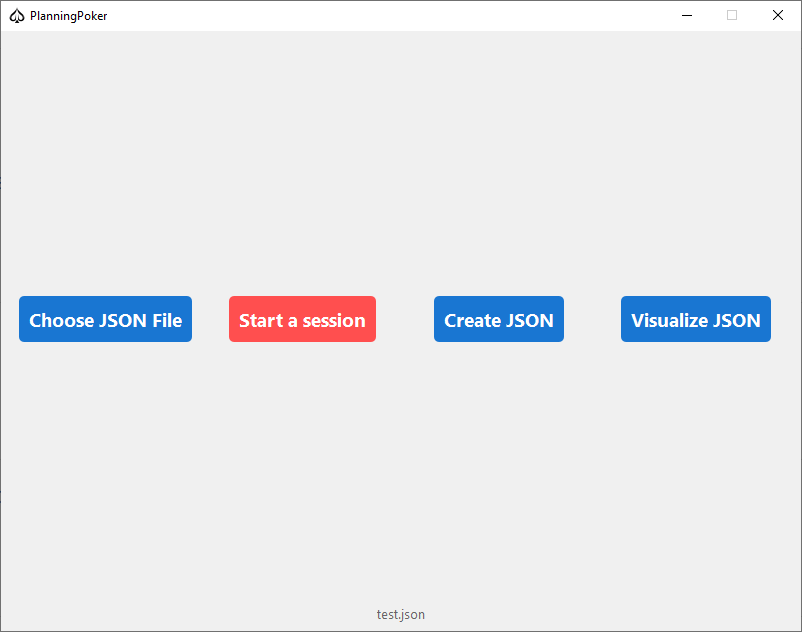 PlanningPoker
Choose JSON File
Start a session
Create JSON
Visualize JSON
test.json